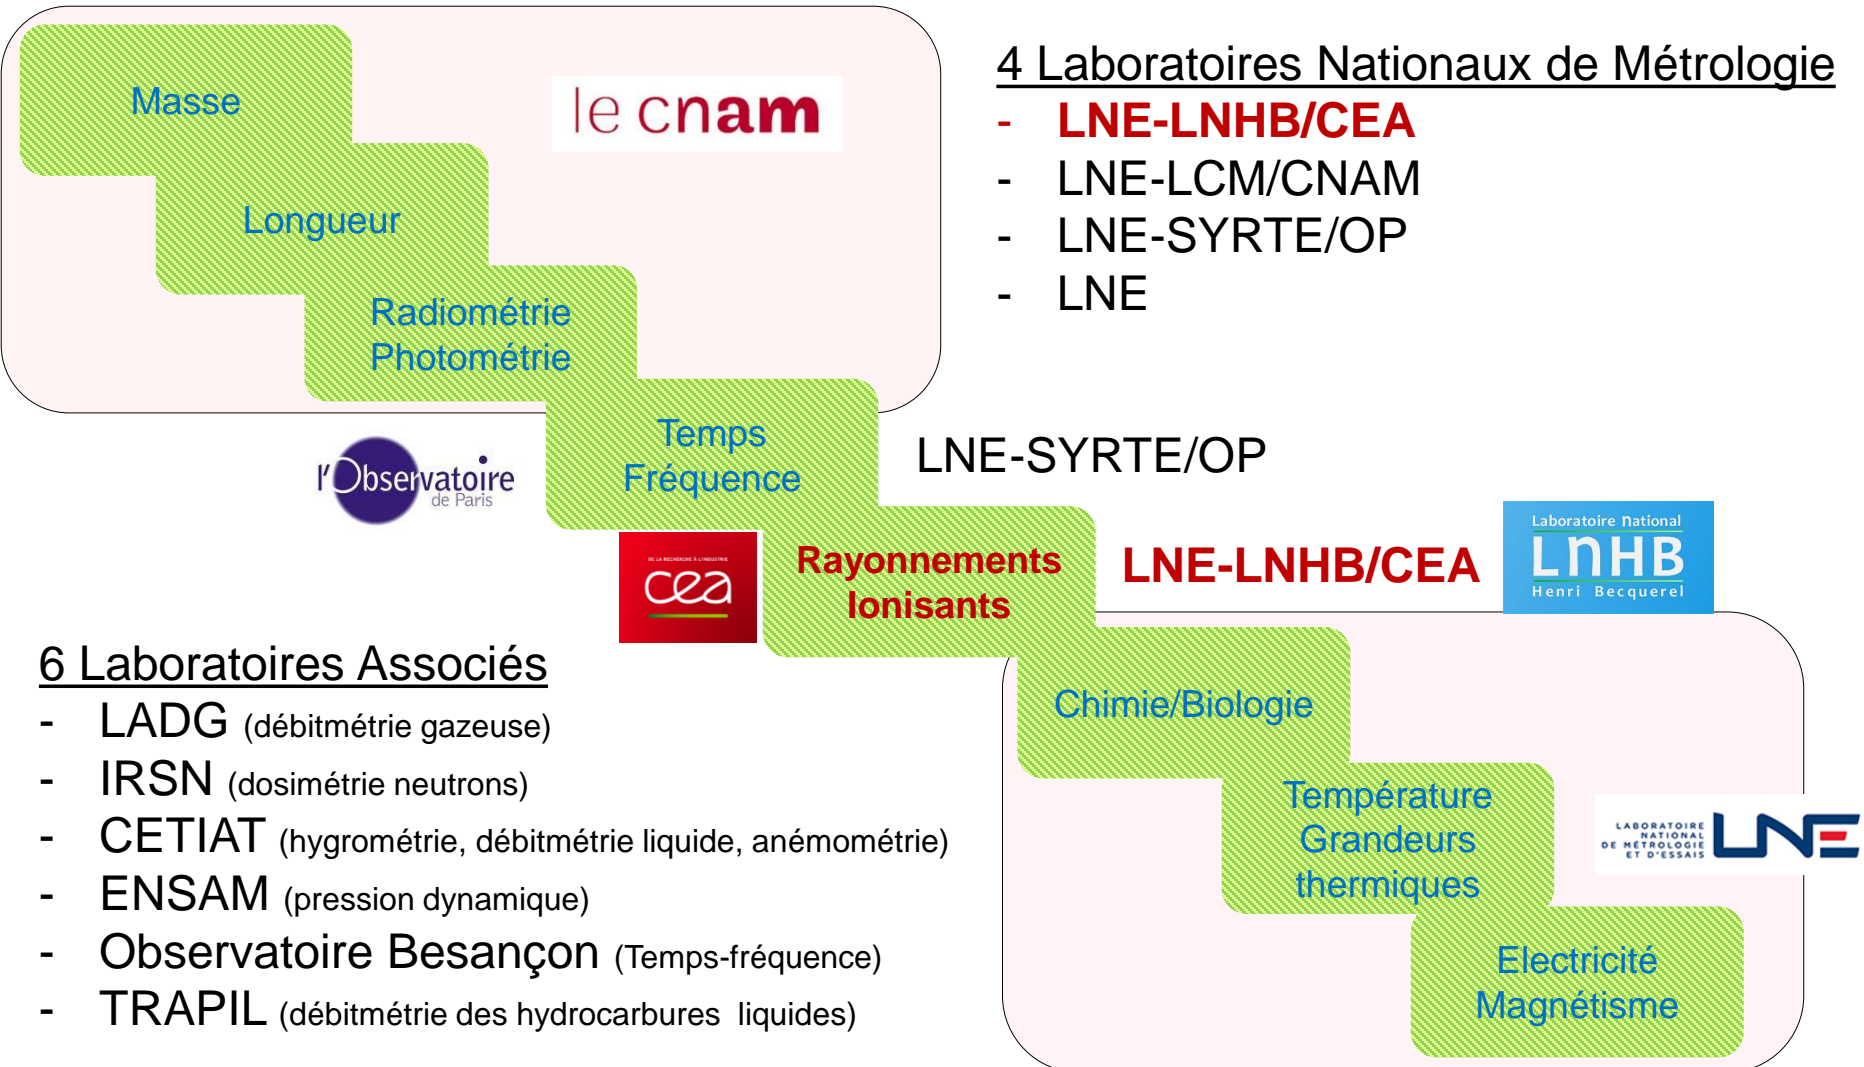 Masse
le cnam
Longueur
Radiométrie
Photométrie
4 Laboratoires Nationaux de Métrologie
- LNE-LNHB/CEA
- LNE-LCM/CNAM
- LNE-SYRTE/OP
- LNE
l'Observatoire
de Paris
Temps
Fréquence
LNE-SYRTE/OP
DE LA RECHERCHE À L'INDUSTRIE
cea
Rayonnements
Ionisants
LNE-LNHB/CEA
Laboratoire national
LnHB
Henri Becquerel
6 Laboratoires Associés
- LADG (débitmétrie gazeuse)
- IRSN (dosimétrie neutrons)
- CETIAT (hygrométrie, débitmétrie liquide, anémométrie)
- ENSAM (pression dynamique)
- Observatoire Besançon (Temps-fréquence)
- TRAPIL (débitmétrie des hydrocarbures liquides)
Chimie/Biologie
Température
Grandeurs
thermiques
LABORATOIRE
NATIONAL
DE MÉTROLOGIE
ET D'ESSAIS
LNE
Electricité
Magnétisme